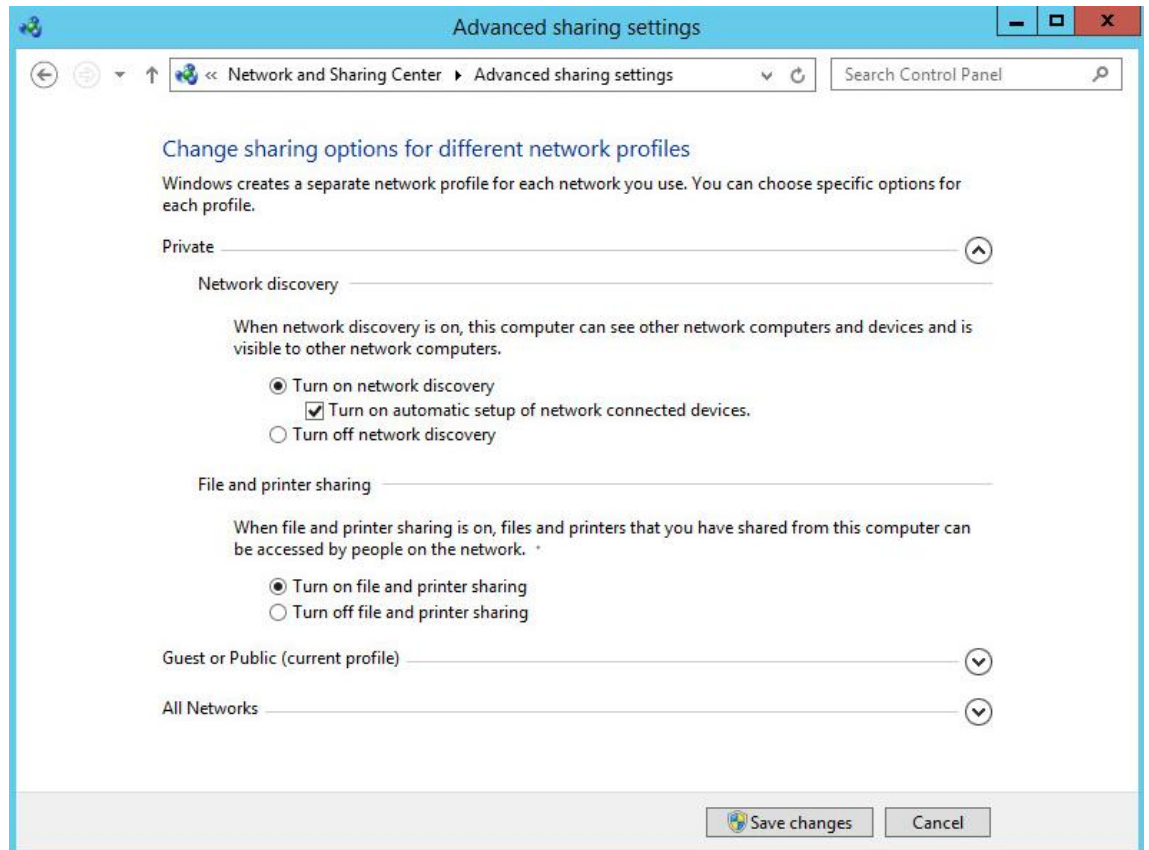 Advanced sharing settings
« Network and Sharing Center ▸ Advanced sharing settings
Search Control Panel
Change sharing options for different network profiles
Windows creates a separate network profile for each network you use. You can choose specific options for
each profile.
Private
Network discovery
When network discovery is on, this computer can see other network computers and devices and is
visible to other network computers.
Turn on network discovery
Turn on automatic setup of network connected devices.
Turn off network discovery
File and printer sharing
When file and printer sharing is on, files and printers that you have shared from this computer can
be accessed by people on the network.
Turn on file and printer sharing
Turn off file and printer sharing
Guest or Public (current profile)
All Networks
Save changes
Cancel